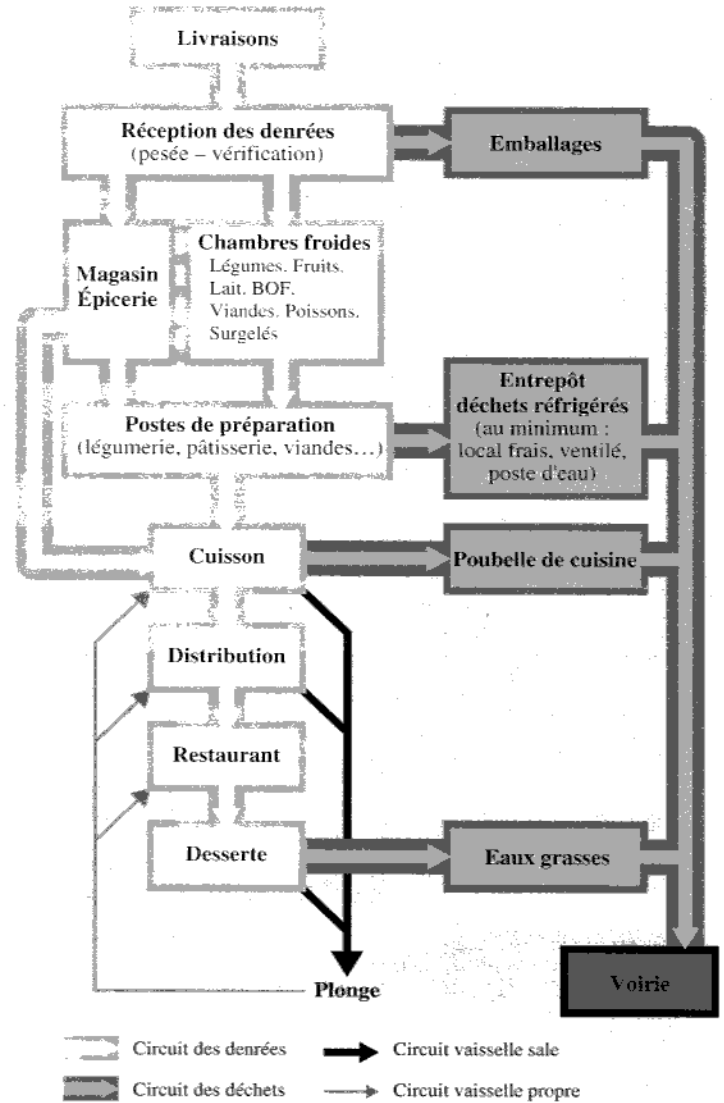 Livraisons
Réception des denrées
(pesée – vérification)
Emballages
Magasin
Épicerie
Chambres froides
Légumes. Fruits.
Lait. BOF.
Viandes. Poissons.
Surgelés
Postes de préparation
(légumerie, pâtisserie, viandes…)
Entrepôt
déchets réfrigérés
(au minimum :
local frais, ventilé,
poste d'eau)
Cuisson
Poubelle de cuisine
Distribution
Restaurant
Desserte
Eaux grasses
Plonge
Voirie
Circuit des denrées
Circuit vaisselle sale
Circuit des déchets
Circuit vaisselle propre